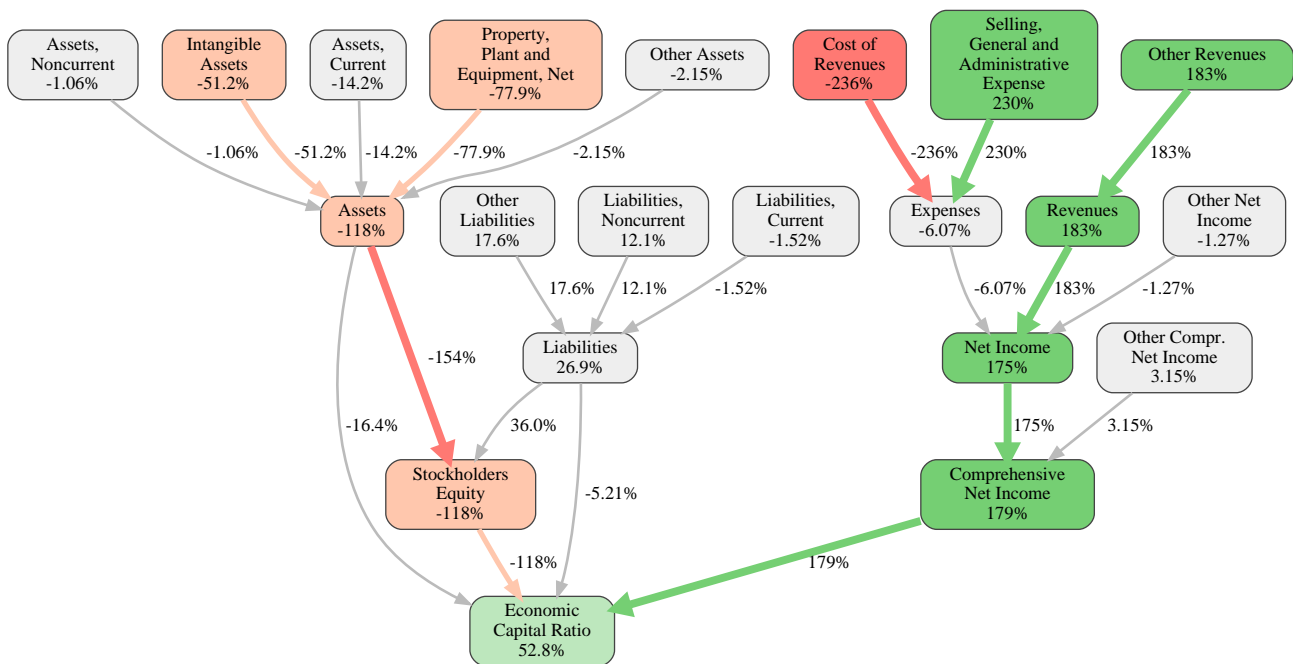 Assets,
Noncurrent
-1.06%
Intangible
Assets
-51.2%
Assets,
Current
-14.2%
Property,
Plant and
Equipment, Net
-77.9%
Other Assets
-2.15%
Cost of
Revenues
-236%
Selling,
General and
Administrative
Expense
230%
Other Revenues
183%
-1.06%
-51.2%
-14.2%
-77.9%
-2.15%
-236%
230%
183%
Assets
-118%
Other
Liabilities
17.6%
Liabilities,
Noncurrent
12.1%
Liabilities,
Current
-1.52%
Expenses
-6.07%
Revenues
183%
Other Net
Income
-1.27%
17.6%
12.1%
-1.52%
-6.07%
183%
-1.27%
-154%
Liabilities
26.9%
Net Income
175%
Other Compr.
Net Income
3.15%
-16.4%
36.0%
175%
3.15%
Stockholders
Equity
-118%
-5.21%
Comprehensive
Net Income
179%
-118%
179%
Economic
Capital Ratio
52.8%